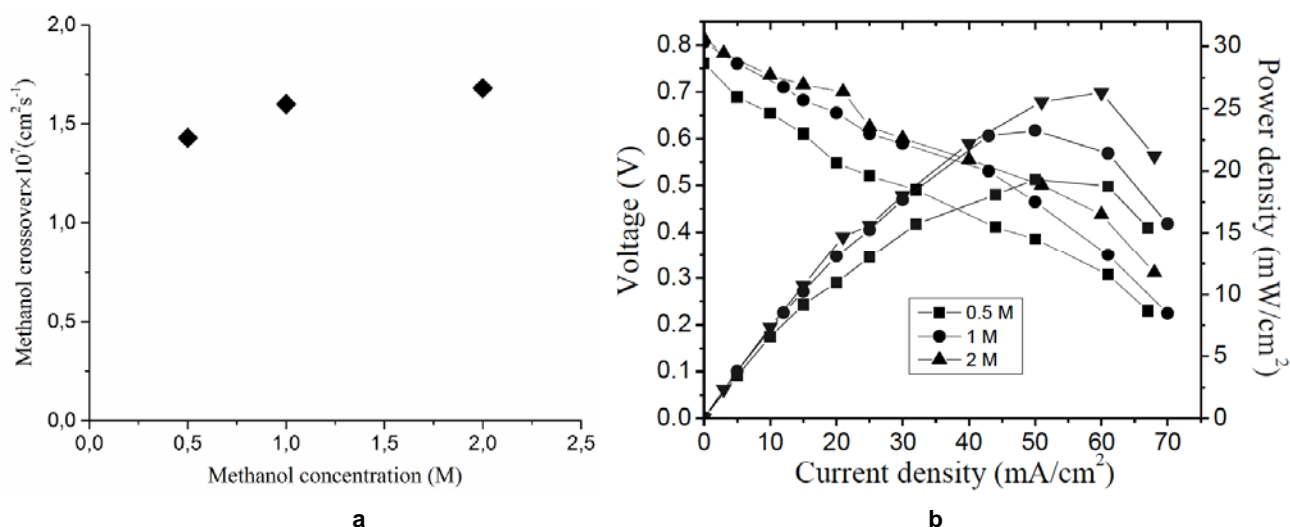 2,0
1,5
1,0
0,5
0,0
0,0 0,5 1,0 1,5 2,0 2,5
Methanol crossover×10⁷(cm²s⁻¹)
Methanol concentration (M)
a
0.8
0.7
0.6
0.5
0.4
0.3
0.2
0.1
0.0
0 10 20 30 40 50 60 70
Voltage (V)
Current density (mA/cm²)
0.5 M
1 M
2 M
30
25
20
15
10
5
0
Power density (mW/cm²)
b